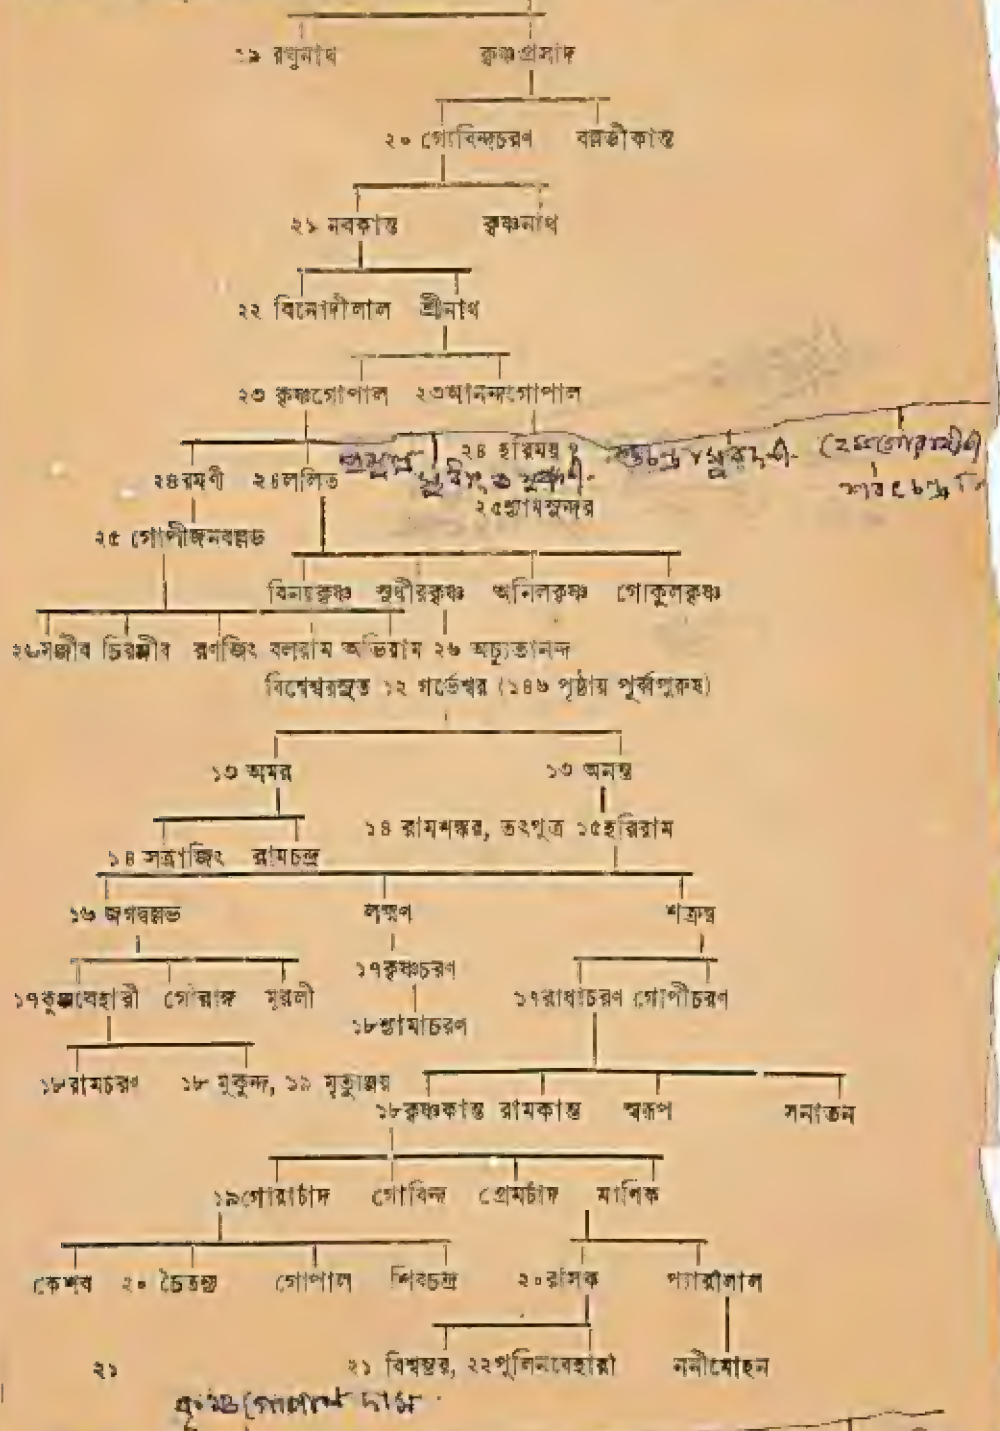 ১৯ রঘুনাথ কৃষ্ণপ্রসাদ
২০ গোবিন্দচরণ বল্লভীকান্ত
২১ নবকান্ত কৃষ্ণনাথ
২২ বিনোদীলাল শ্রীনাথ
২৩ কৃষ্ণগোপাল ২৩আনন্দগোপাল
২৪ হরিময়
২৪রমণী ২৪ললিত
২৫শ্যামসুন্দর
২৫ গোপীজনবল্লভ
বিনয়কৃষ্ণ সুধীরকৃষ্ণ অনিলকৃষ্ণ গোকুলকৃষ্ণ
২৬সঞ্জীব চিরঞ্জীব রণজিৎ বলরাম অভিরাম ২৬ অচ্যুতানন্দ
বিশ্বেশ্বরসুত ১২ গর্ভেশ্বর (১৪৬ পৃষ্ঠায় পূর্ব্বপুরুষ)
১৩ অমর ১৩ অনন্ত
১৪ রামশঙ্কর, তৎপুত্র ১৫হরিরাম
১৪ সত্রাজিৎ রামচন্দ্র
১৬ জগবল্লভ লক্ষ্মণ শত্রুঘ্ন
১৭কৃষ্ণচরণ
১৭কুঞ্জবেহারী গৌরাঙ্গ মুরলী ১৭রাধাচরণ গোপীচরণ
১৮শ্যামাচরণ
১৮রামচরণ ১৮ মুকুন্দ, ১৯ মৃত্যুঞ্জয়
১৮কৃষ্ণকান্ত রামকান্ত স্বরূপ সনাতন
১৯গোরাচাঁদ গোবিন্দ প্রেমচাঁদ মাণিক
কেশব ২০ চৈতন্য গোপাল শিবচন্দ্র ২০রসিক প্যারীলাল
২১ ২১ বিশ্বম্ভর, ২২পুলিনবেহারী ননীমোহন